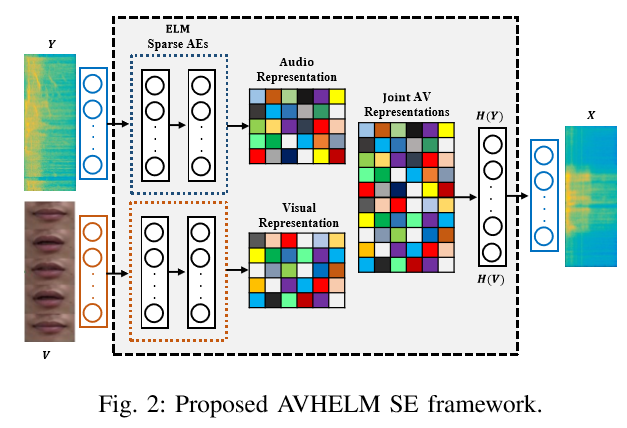 Y
ELM
Sparse AEs
Audio
Representation
Joint AV
Representations
H(Y)
X
Visual
Representation
H(V)
V
Fig. 2: Proposed AVHELM SE framework.